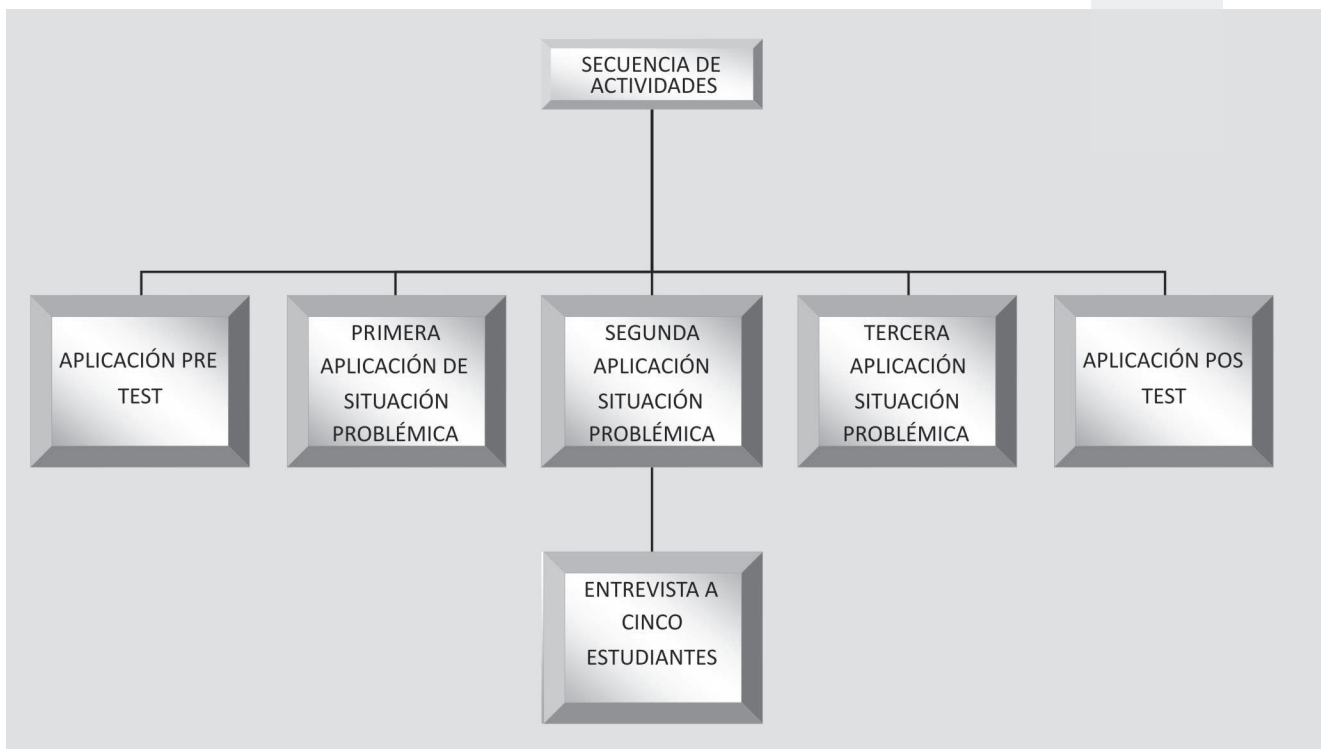 SECUENCIA DE
ACTIVIDADES
APLICACIÓN PRE
TEST
PRIMERA
APLICACIÓN DE
SITUACIÓN
PROBLÉMICA
SEGUNDA
APLICACIÓN
SITUACIÓN
PROBLÉMICA
TERCERA
APLICACIÓN
SITUACIÓN
PROBLÉMICA
APLICACIÓN POS
TEST
ENTREVISTA A
CINCO
ESTUDIANTES